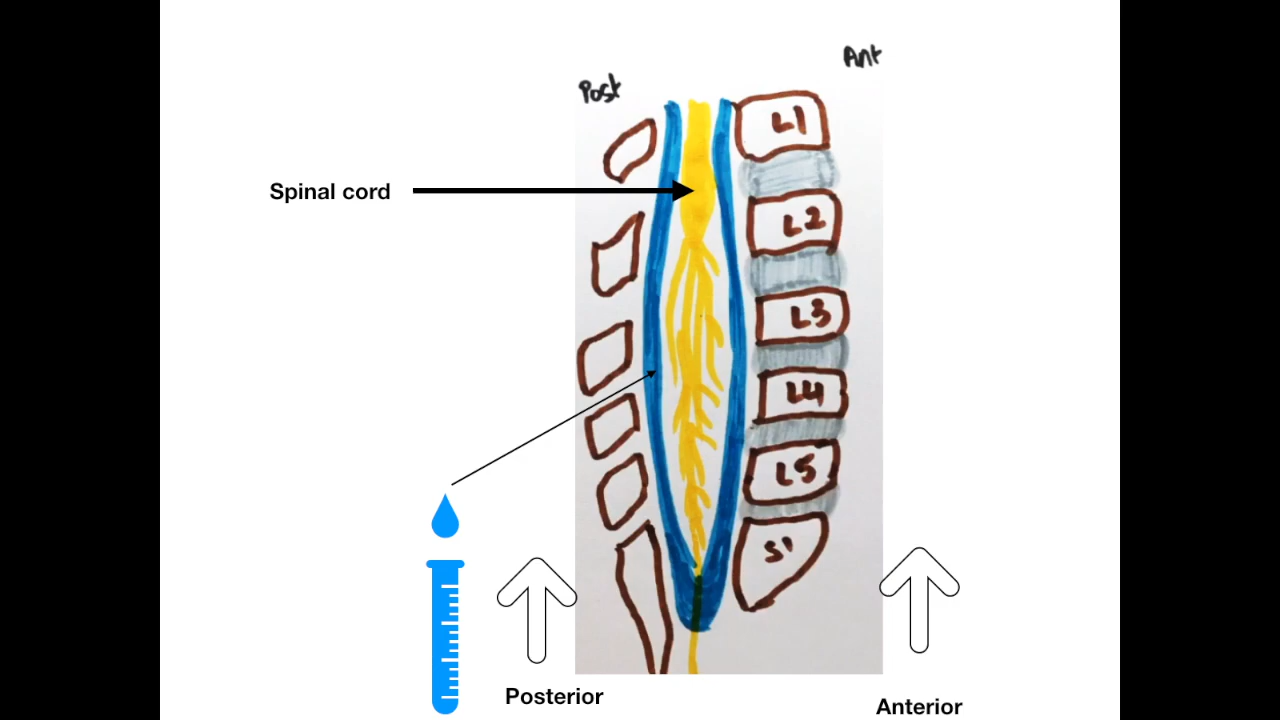 Ant
Post
L1
Spinal cord
L2
L3
L4
L5
S1
Posterior
Anterior